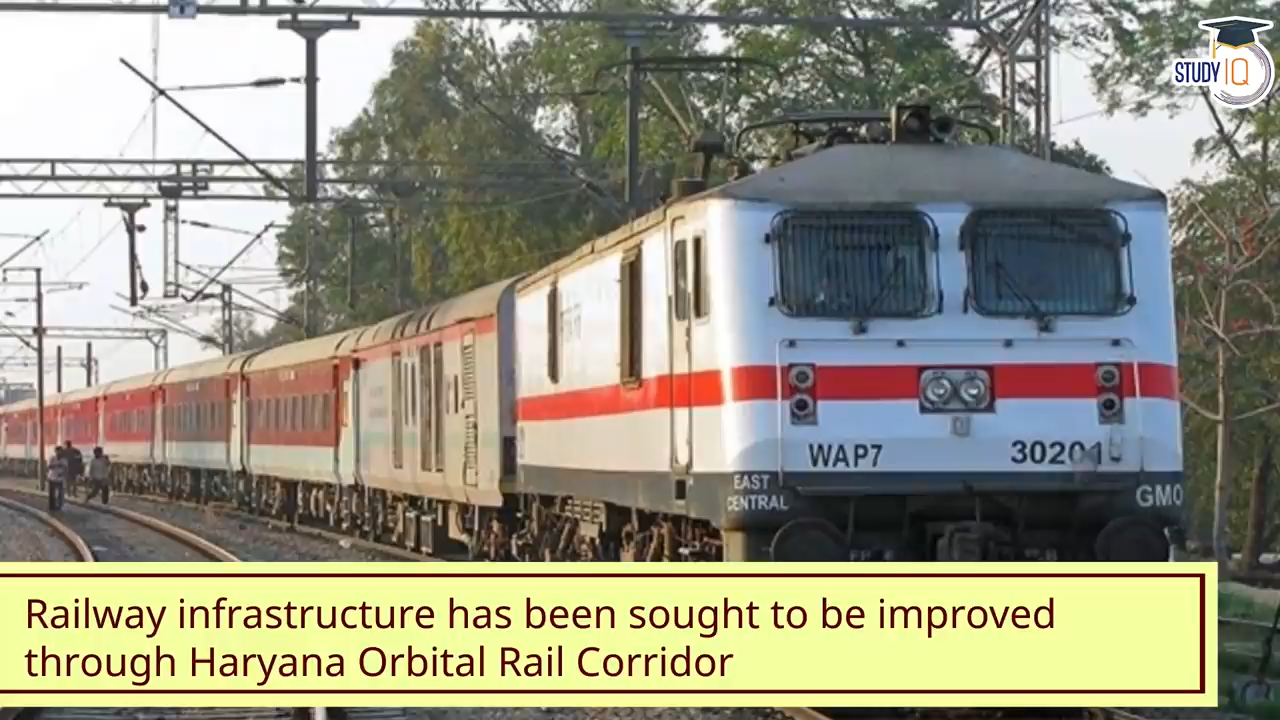 STUDY IQ
WAP7 30201
EAST
CENTRAL
GMO
Railway infrastructure has been sought to be improved
through Haryana Orbital Rail Corridor